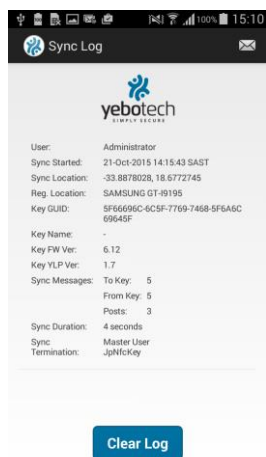 100% 15:10
Sync Log
yebotech
SIMPLY SECURE
User: Administrator
Sync Started: 21-Oct-2015 14:15:43 SAST
Sync Location: -33.8878028, 18.6772745
Reg. Location: SAMSUNG GT-I9195
Key GUID: 5F66696C-6C5F-7769-7468-5F6A6C
69645F
Key Name: -
Key FW Ver: 6.12
Key YLP Ver: 1.7
Sync Messages: To Key: 5
From Key: 5
Posts: 3
Sync Duration: 4 seconds
Sync Master User
Termination: JpNfcKey
Clear Log